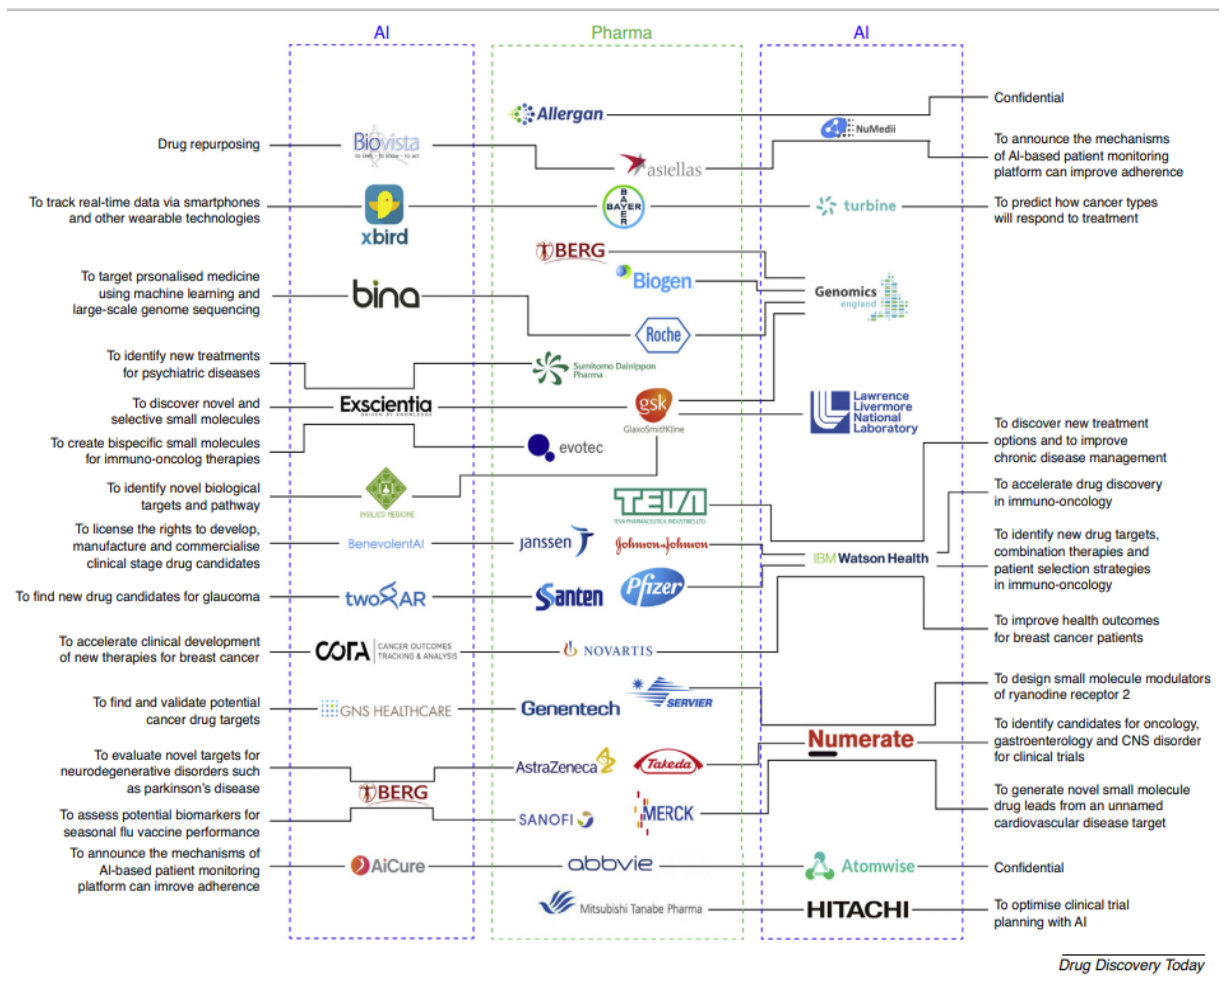 AI
Pharma
AI
Allergan
Confidential
Drug repurposing
Biovista
to seek - to know - to act
astellas
NuMedii
To announce the mechanisms
of AI-based patient monitoring
platform can improve adherence
To track real-time data via smartphones
and other wearable technologies
xbird
BAYER
BAYER
turbine
To predict how cancer types
will respond to treatment
BERG
Biogen
Genomics
england
To target prsonalised medicine
using machine learning and
large-scale genome sequencing
bina
Roche
To identify new treatments
for psychiatric diseases
Sumitomo Dainippon
Pharma
To discover novel and
selective small molecules
Exscientia
DRIVEN BY KNOWLEDGE
gsk
GlaxoSmithKline
Lawrence
Livermore
National
Laboratory
To create bispecific small molecules
for immuno-oncolog therapies
evotec
To discover new treatment
options and to improve
chronic disease management
To identify novel biological
targets and pathway
INSILICO MEDICINE
TEVA
TEVA PHARMACEUTICAL INDUSTRIES LTD.
To accelerate drug discovery
in immuno-oncology
To license the rights to develop,
manufacture and commercialise
clinical stage drug candidates
BenevolentAI
janssen
Johnson&Johnson
IBM Watson Health
To identify new drug targets,
combination therapies and
patient selection strategies
in immuno-oncology
To find new drug candidates for glaucoma
twoXAR
Santen
Pfizer
To improve health outcomes
for breast cancer patients
To accelerate clinical development
of new therapies for breast cancer
COTA
CANCER OUTCOMES
TRACKING & ANALYSIS
NOVARTIS
To find and validate potential
cancer drug targets
GNS HEALTHCARE
Genentech
SERVIER
To design small molecule modulators
of ryanodine receptor 2
To evaluate novel targets for
neurodegenerative disorders such
as parkinson's disease
AstraZeneca
Takeda
Numerate
To identify candidates for oncology,
gastroenterology and CNS disorder
for clinical trials
BERG
To assess potential biomarkers for
seasonal flu vaccine performance
SANOFI
MERCK
To generate novel small molecule
drug leads from an unnamed
cardiovascular disease target
To announce the mechanisms of
AI-based patient monitoring
platform can imrove adherence
AiCure
abbvie
Atomwise
Confidential
Mitsubishi Tanabe Pharma
HITACHI
To optimise clinical trial
planning with AI
Drug Discovery Today